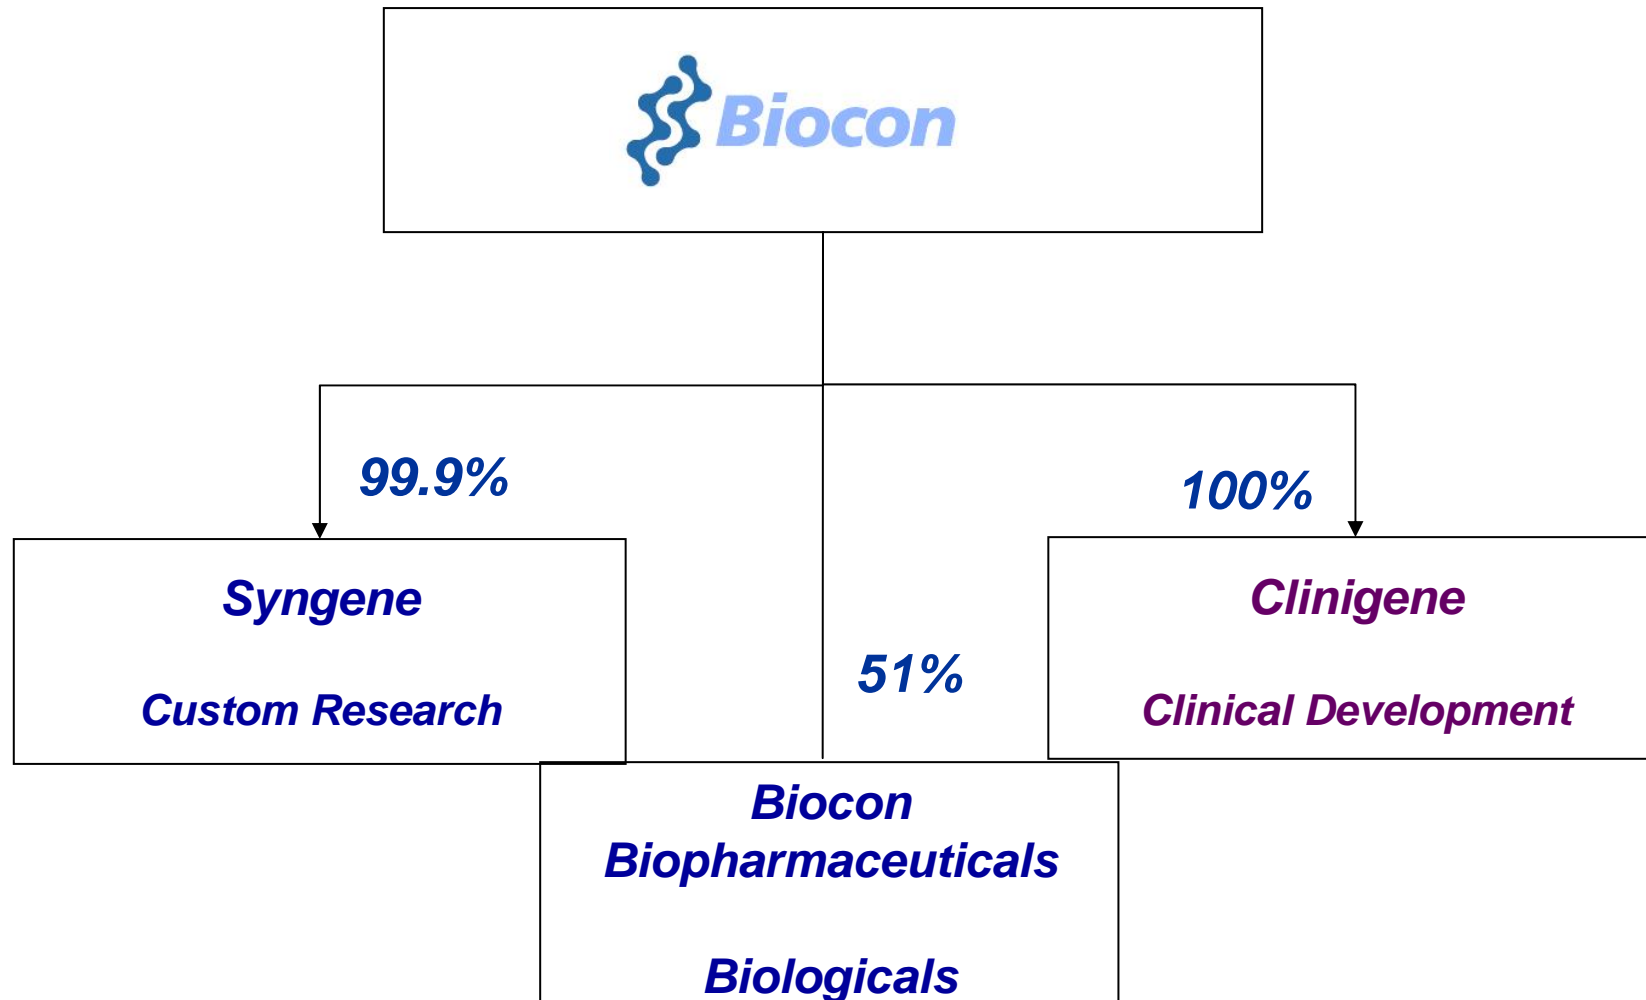 Biocon
99.9%
100%
Syngene
Custom Research
51%
Clinigene
Clinical Development
Biocon
Biopharmaceuticals
Biologicals